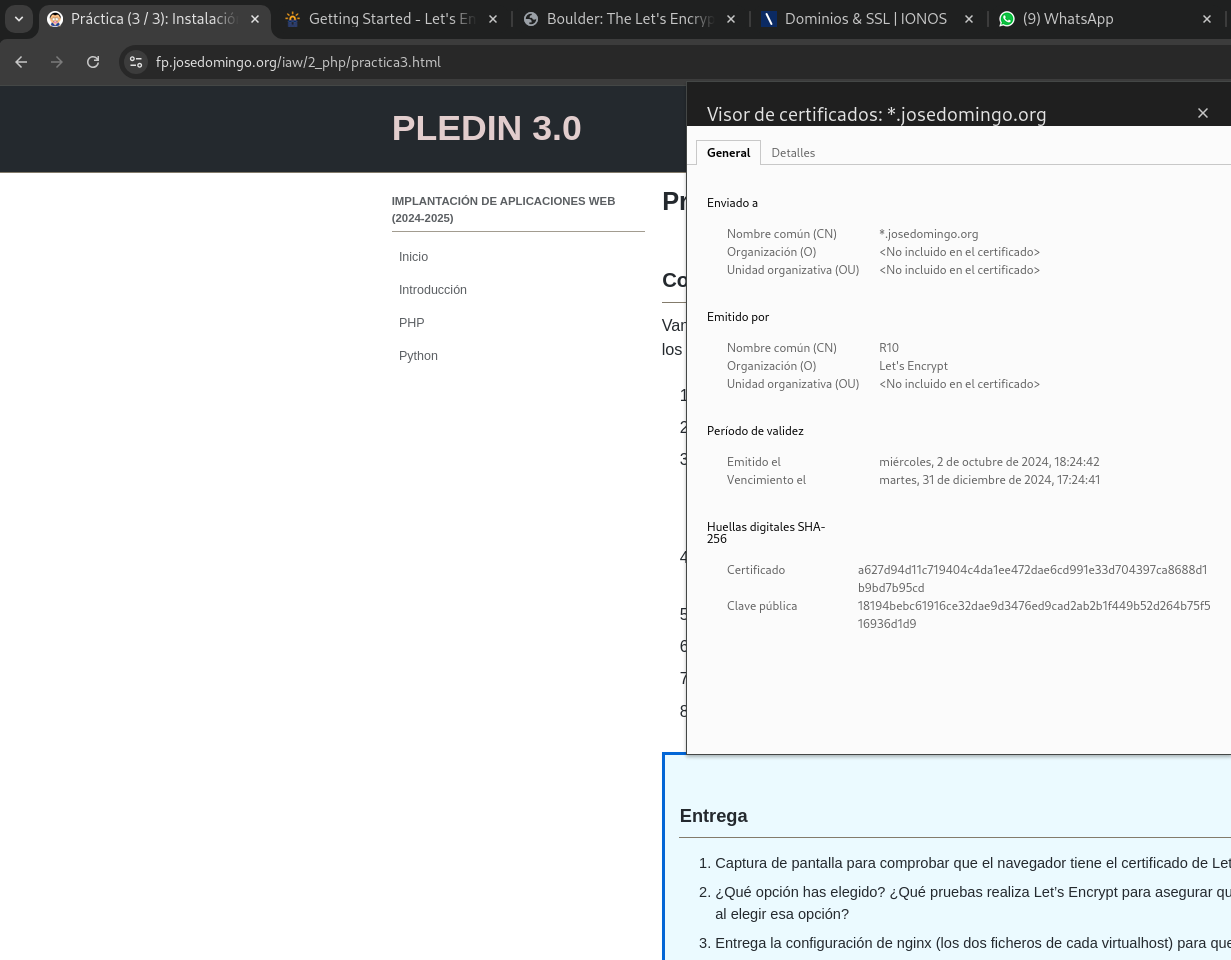 Práctica (3 / 3): Instalació
Getting Started - Let's En
Boulder: The Let's Encryp
Dominios & SSL | IONOS
(9) WhatsApp
fp.josedomingo.org/iaw/2_php/practica3.html
PLEDIN 3.0
IMPLANTACIÓN DE APLICACIONES WEB
(2024-2025)
Inicio
Introducción
PHP
Python
Pr
Co
Var
los
1
2
3
4
5
6
7
8
Visor de certificados: *.josedomingo.org
General Detalles
Enviado a
Nombre común (CN) *.josedomingo.org
Organización (O) <No incluido en el certificado>
Unidad organizativa (OU) <No incluido en el certificado>
Emitido por
Nombre común (CN) R10
Organización (O) Let's Encrypt
Unidad organizativa (OU) <No incluido en el certificado>
Período de validez
Emitido el miércoles, 2 de octubre de 2024, 18:24:42
Vencimiento el martes, 31 de diciembre de 2024, 17:24:41
Huellas digitales SHA-
256
Certificado a627d94d11c719404c4da1ee472dae6cd991e33d704397ca8688d1
b9bd7b95cd
Clave pública 18194bebc61916ce32dae9d3476ed9cad2ab2b1f449b52d264b75f5
16936d1d9
Entrega
1. Captura de pantalla para comprobar que el navegador tiene el certificado de Let
2. ¿Qué opción has elegido? ¿Qué pruebas realiza Let’s Encrypt para asegurar qu
al elegir esa opción?
3. Entrega la configuración de nginx (los dos ficheros de cada virtualhost) para que